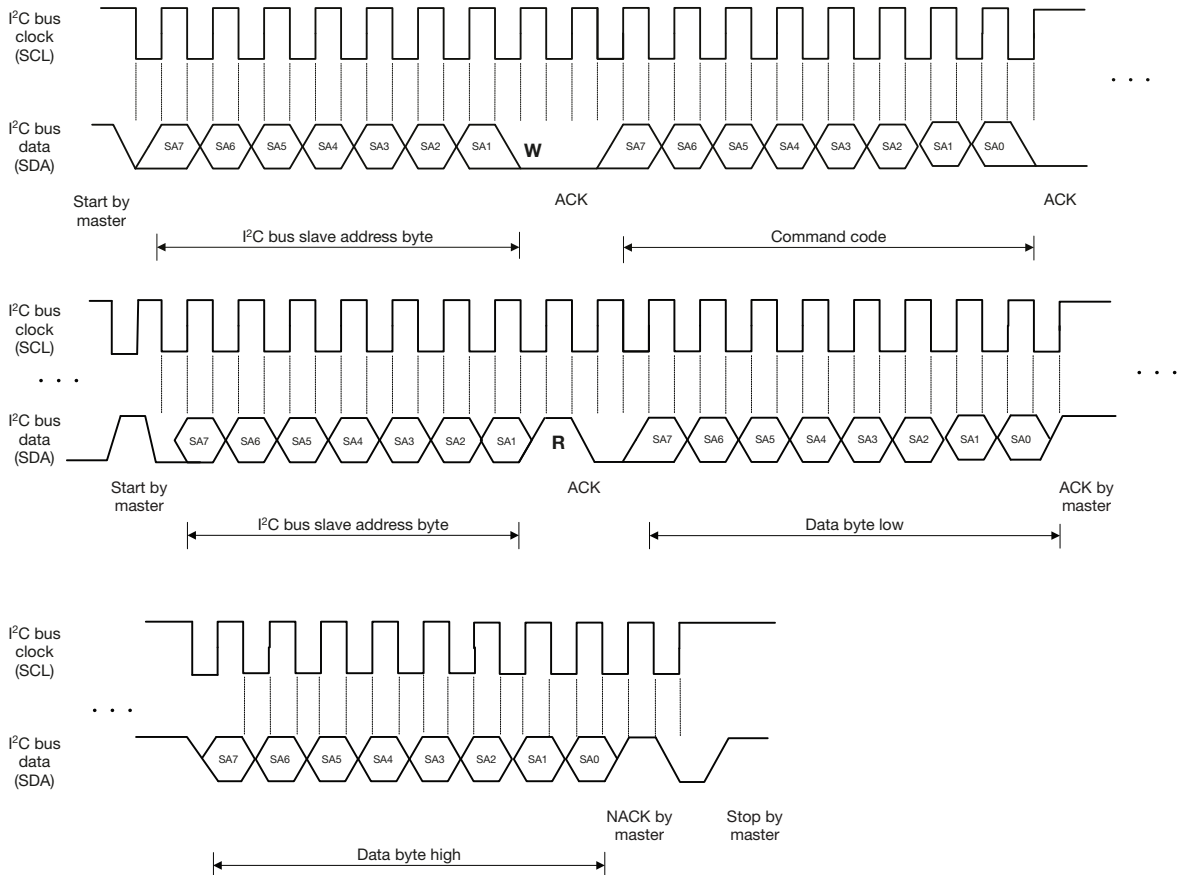 I²C bus
clock
(SCL)
. . .
I²C bus
data
(SDA)
SA7 SA6 SA5 SA4 SA3 SA2 SA1 W SA7 SA6 SA5 SA4 SA3 SA2 SA1 SA0
Start by
master
ACK
ACK
I²C bus slave address byte
Command code
I²C bus
clock
(SCL)
. . .
. . .
I²C bus
data
(SDA)
SA7 SA6 SA5 SA4 SA3 SA2 SA1 R SA7 SA6 SA5 SA4 SA3 SA2 SA1 SA0
Start by
master
ACK
ACK by
master
I²C bus slave address byte
Data byte low
I²C bus
clock
(SCL)
. . .
I²C bus
data
(SDA)
SA7 SA6 SA5 SA4 SA3 SA2 SA1 SA0
NACK by
master
Stop by
master
Data byte high